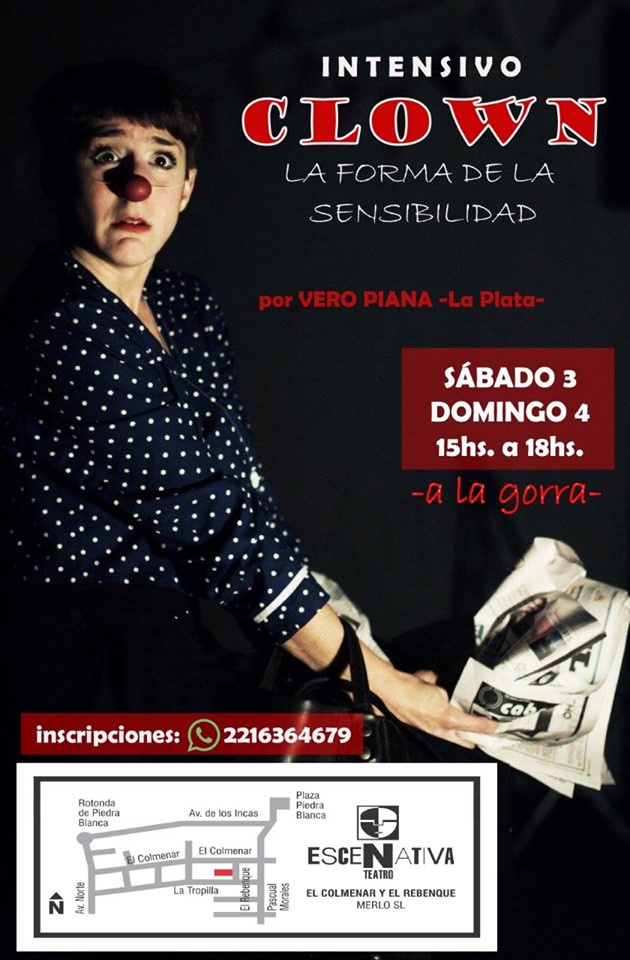 INTENSIVO
CLOWN
LA FORMA DE LA
SENSIBILIDAD
por VERO PIANA -La Plata-
SÁBADO 3
DOMINGO 4
15hs. a 18hs.
-a la gorra-
inscripciones: 2216364679
Rotonda
de Piedra
Blanca
Av. de los Incas
Plaza
Piedra
Blanca
El Colmenar
El Colmenar
La Tropilla
El Rebenque
Pascual
Morales
Av. Norte
N
ESCENATIVA
TEATRO
EL COLMENAR Y EL REBENQUE
MERLO SL